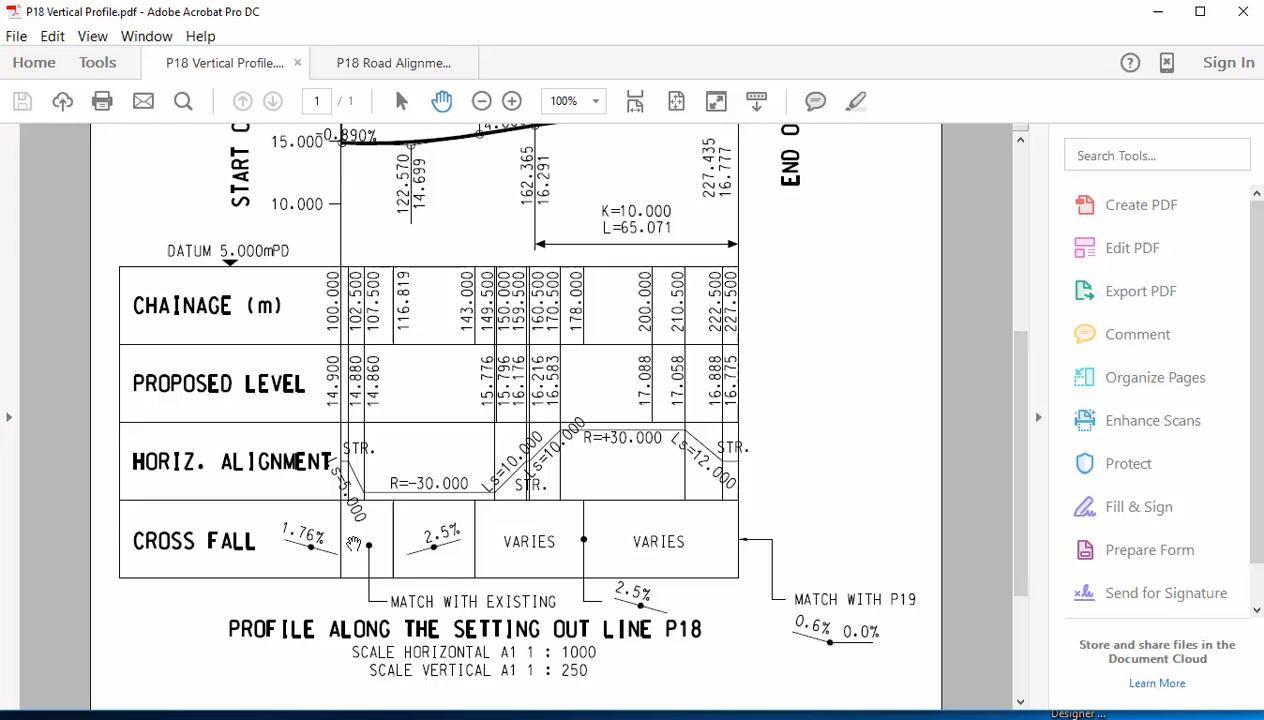 P18 Vertical Profile.pdf - Adobe Acrobat Pro DC
File Edit View Window Help
Home Tools P18 Vertical Profile.... × P18 Road Alignme... Sign In
1 / 1 100%
START
END O
-0.890%
15.000
10.000
122.570
14.699
162.365
16.291
227.435
16.777
K=10.000
L=65.071
DATUM 5.000mPD
CHAINAGE (m) 100.000 102.500 107.500 116.819 143.000 149.500 150.000 159.500 160.500 170.500 178.000 200.000 210.500 222.500 227.500
PROPOSED LEVEL 14.900 14.880 14.860 15.776 15.796 16.176 16.216 16.583 17.088 17.058 16.888 16.775
HORIZ. ALIGNMENT STR. Ls=5.000 R=-30.000 Ls=10.000 STR. Ls=10.000 R=+30.000 Ls=12.000 STR.
CROSS FALL 1.76% 2.5% VARIES VARIES
MATCH WITH EXISTING
2.5%
MATCH WITH P19
0.6% 0.0%
PROFILE ALONG THE SETTING OUT LINE P18
SCALE HORIZONTAL A1 1 : 1000
SCALE VERTICAL A1 1 : 250
Search Tools...
Create PDF
Edit PDF
Export PDF
Comment
Organize Pages
Enhance Scans
Protect
Fill & Sign
Prepare Form
Send for Signature
Store and share files in the
Document Cloud
Learn More
Designer ...